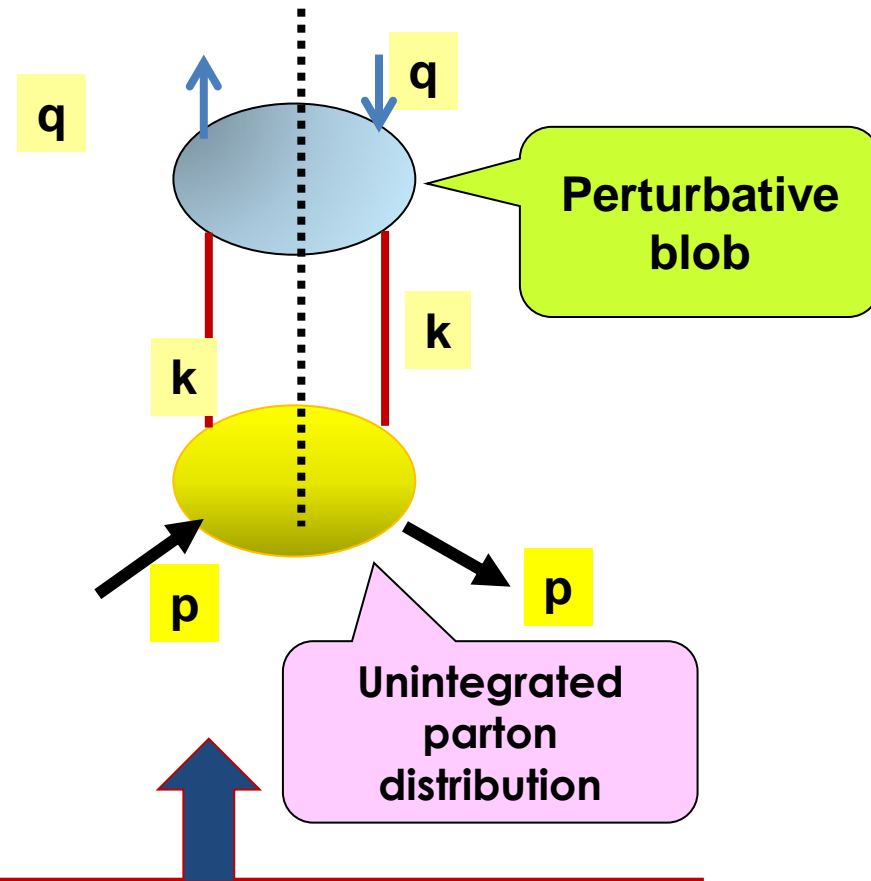 q
q
Perturbative
blob
k
k
p
p
Unintegrated
parton
distribution